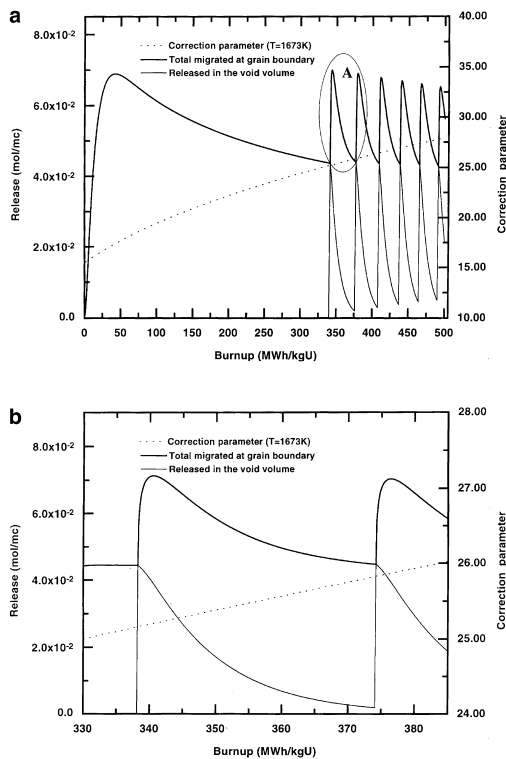 a
8.0x10-2
6.0x10-2
4.0x10-2
2.0x10-2
0.0
Release (mol/mc)
Correction parameter (T=1673K)
Total migrated at grain boundary
Released in the void volume
A
40.00
35.00
30.00
25.00
20.00
15.00
10.00
Correction parameter
0 50 100 150 200 250 300 350 400 450 500
Burnup (MWh/kgU)
b
8.0x10-2
6.0x10-2
4.0x10-2
2.0x10-2
0.0
Release (mol/mc)
Correction parameter (T=1673K)
Total migrated at grain boundary
Released in the void volume
28.00
27.00
26.00
25.00
24.00
Correction parameter
330 340 350 360 370 380
Burnup (MWh/kgU)